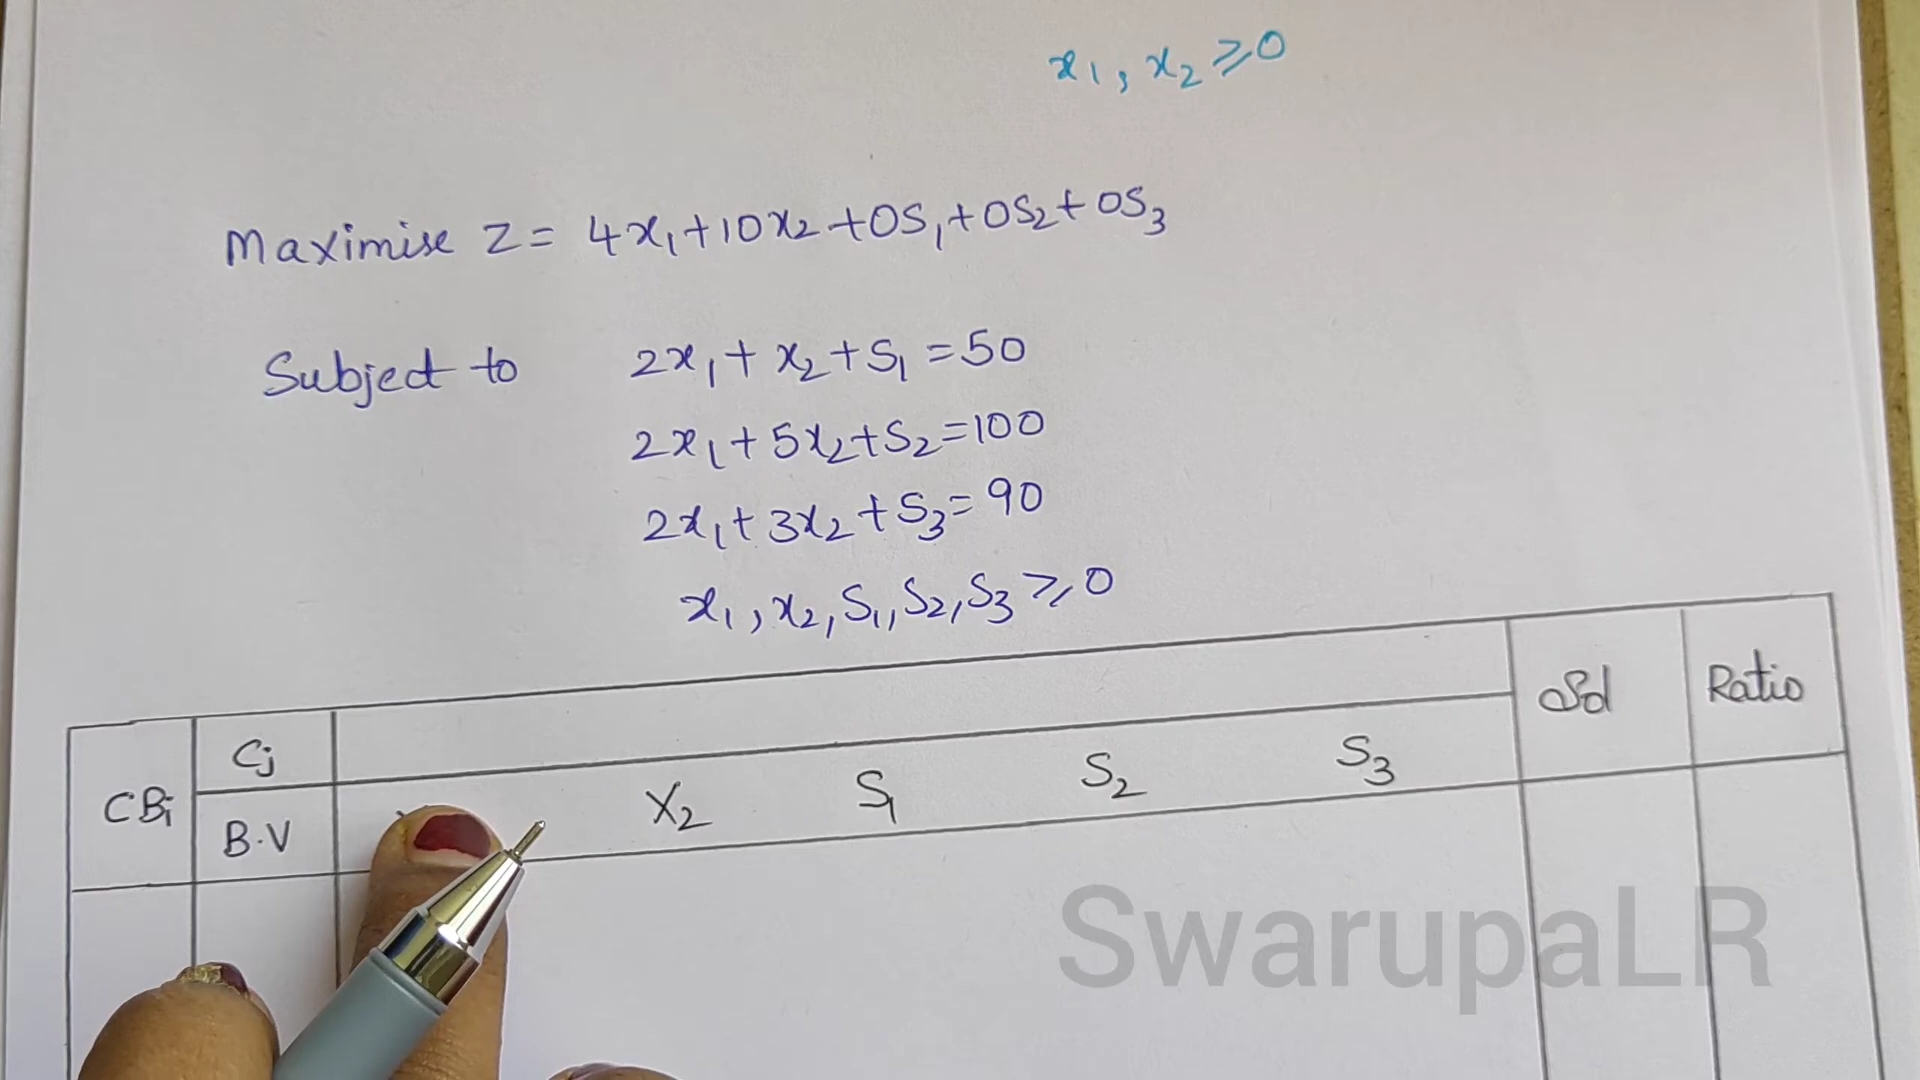 x1, x2 ≥ 0
Maximise Z = 4x1 + 10x2 + 0S1 + 0S2 + 0S3
Subject to 2x1 + x2 + S1 = 50
2x1 + 5x2 + S2 = 100
2x1 + 3x2 + S3 = 90
x1, x2, S1, S2, S3 ≥ 0
CBi Cj Sol Ratio
B.V X2 S1 S2 S3
SwarupaLR